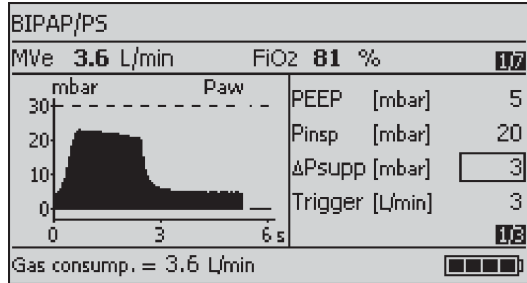 BIPAP/PS
MVe 3.6 L/min FiO2 81 % 1/7
mbar Paw
30
20
10
0
0 3 6 s
PEEP [mbar] 5
Pinsp [mbar] 20
ΔPsupp [mbar] 3
Trigger [L/min] 3
1/3
Gas consump. = 3.6 L/min